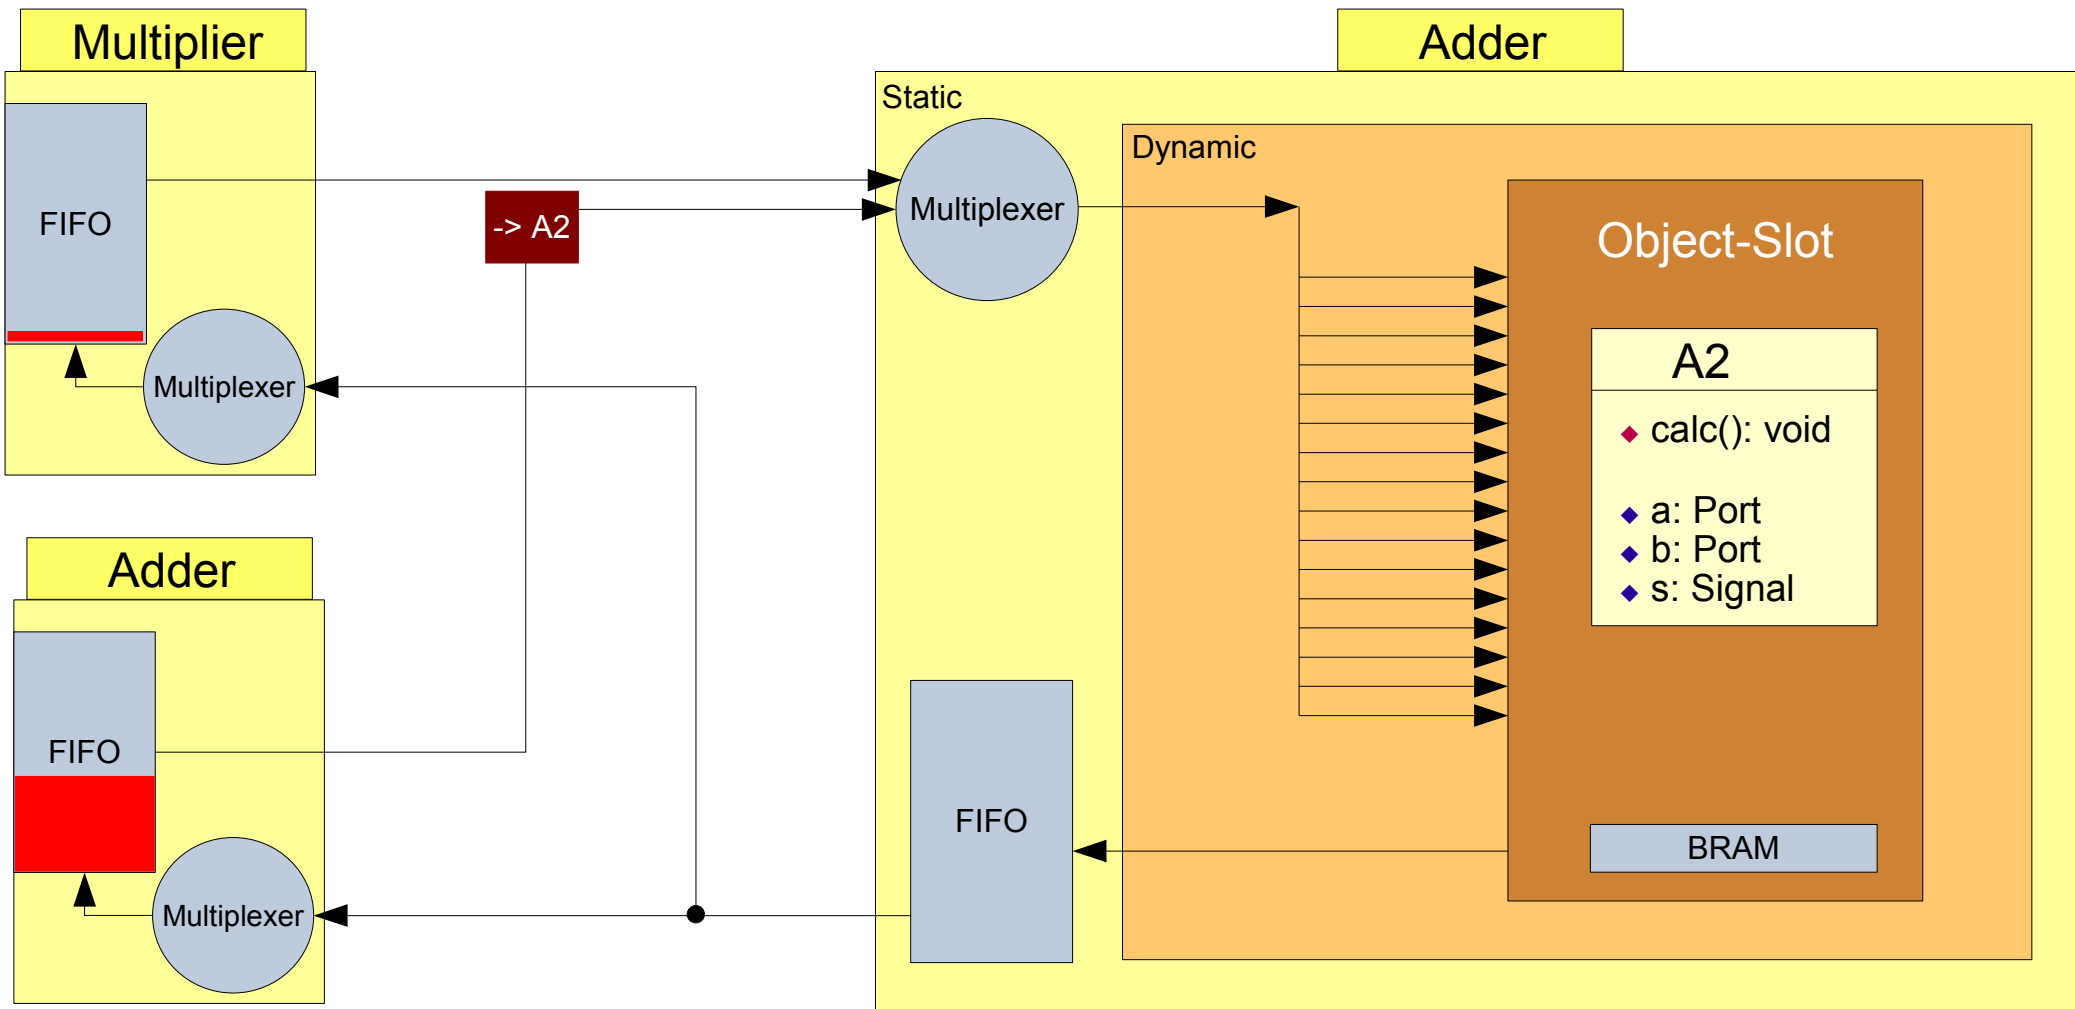 Multiplier
FIFO
Multiplexer
Adder
FIFO
Multiplexer
-> A2
Adder
Static
Multiplexer
FIFO
Dynamic
Object-Slot
A2
calc(): void
a: Port
b: Port
s: Signal
BRAM